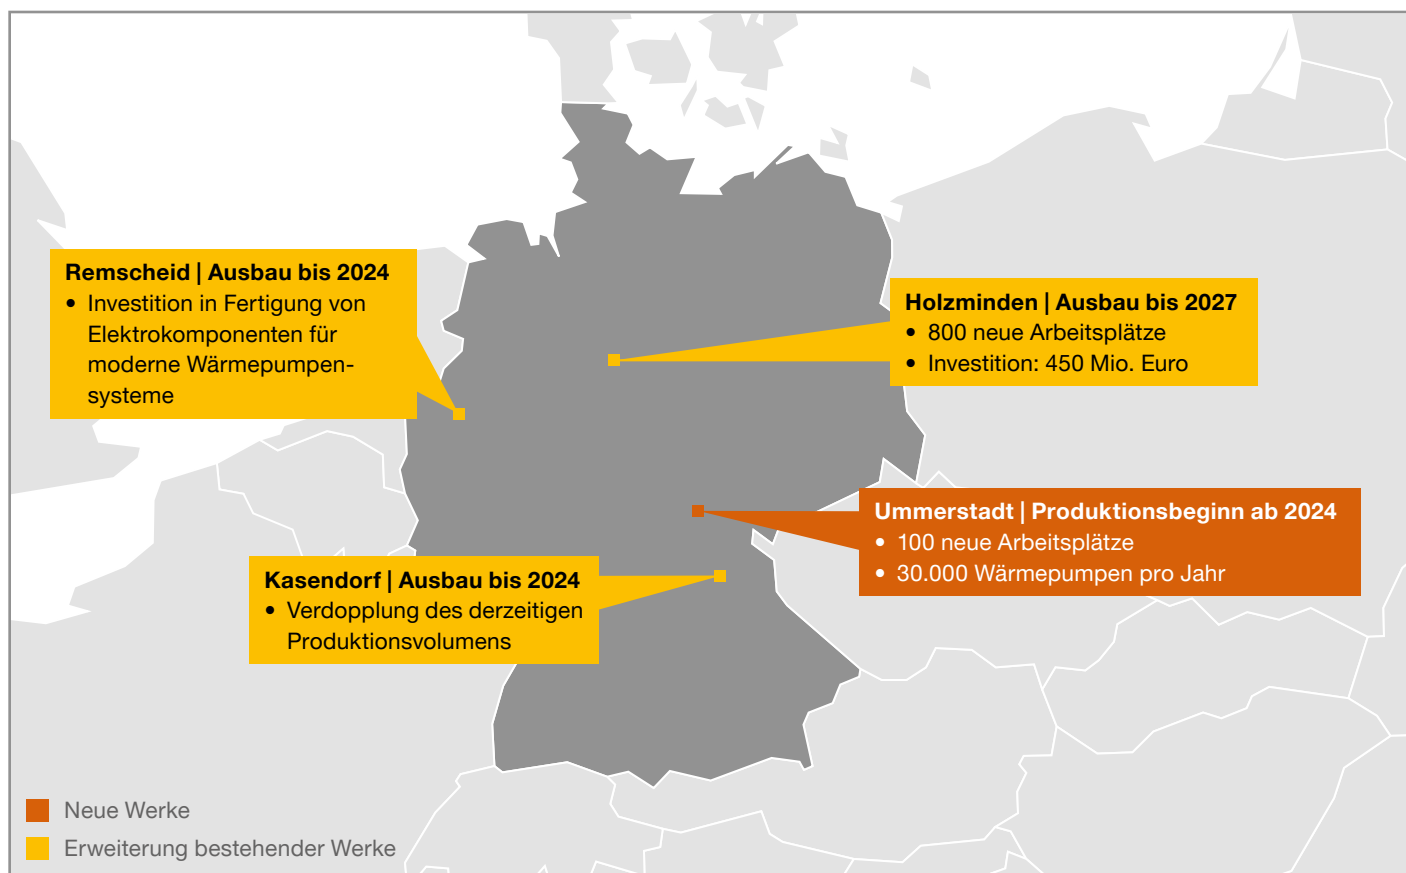 Remscheid | Ausbau bis 2024
• Investition in Fertigung von
Elektrokomponenten für
moderne Wärmepumpen-
systeme
Holzminden | Ausbau bis 2027
• 800 neue Arbeitsplätze
• Investition: 450 Mio. Euro
Ummerstadt | Produktionsbeginn ab 2024
• 100 neue Arbeitsplätze
• 30.000 Wärmepumpen pro Jahr
Kasendorf | Ausbau bis 2024
• Verdopplung des derzeitigen
Produktionsvolumens
Neue Werke
Erweiterung bestehender Werke